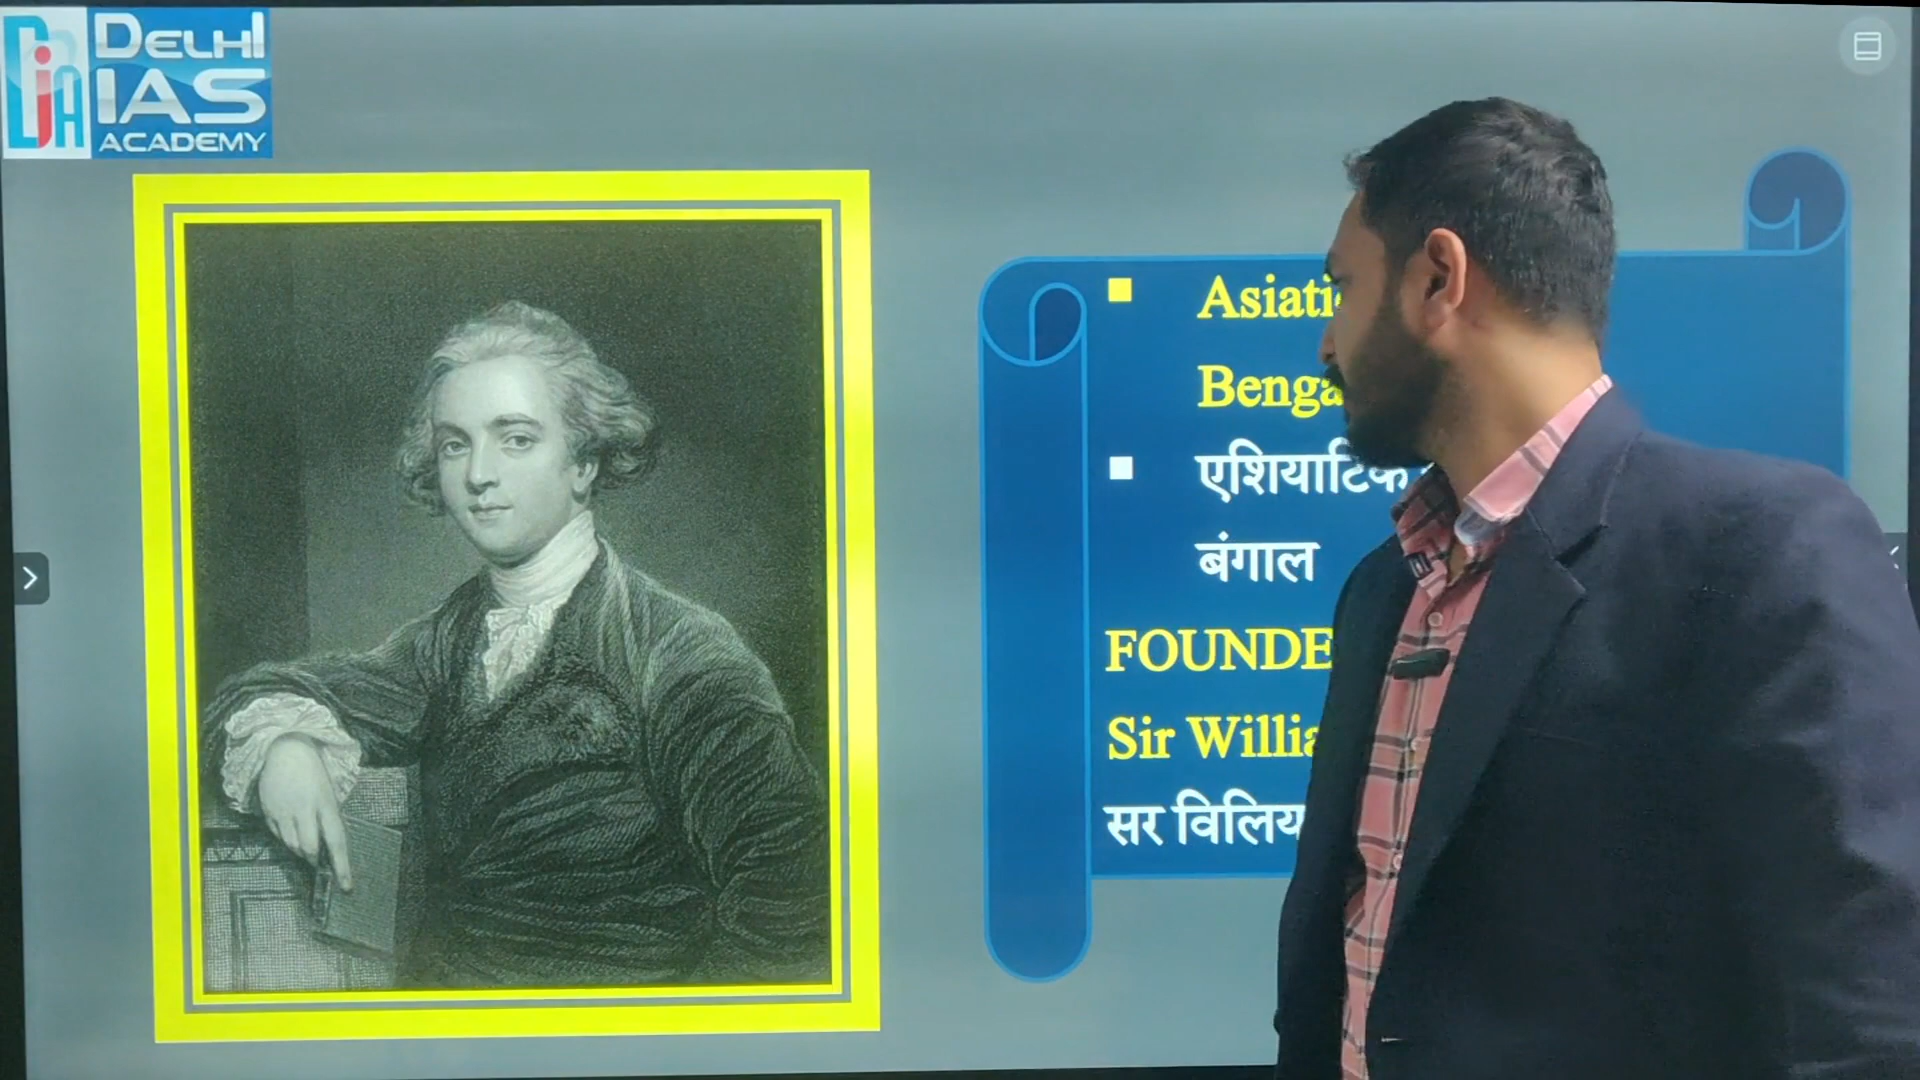 DELHI
IAS
ACADEMY
Asiati
Benga
एशियाटिक
बंगाल
FOUNDE
Sir Willia
सर विलिय